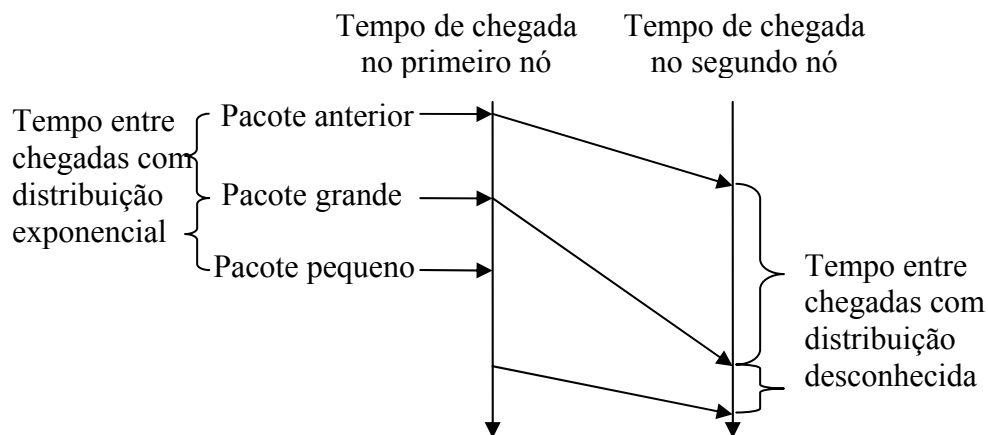 Tempo de chegada
no primeiro nó
Tempo de chegada
no segundo nó
Tempo entre
chegadas com
distribuição
exponencial
Pacote anterior
Pacote grande
Pacote pequeno
Tempo entre
chegadas com
distribuição
desconhecida